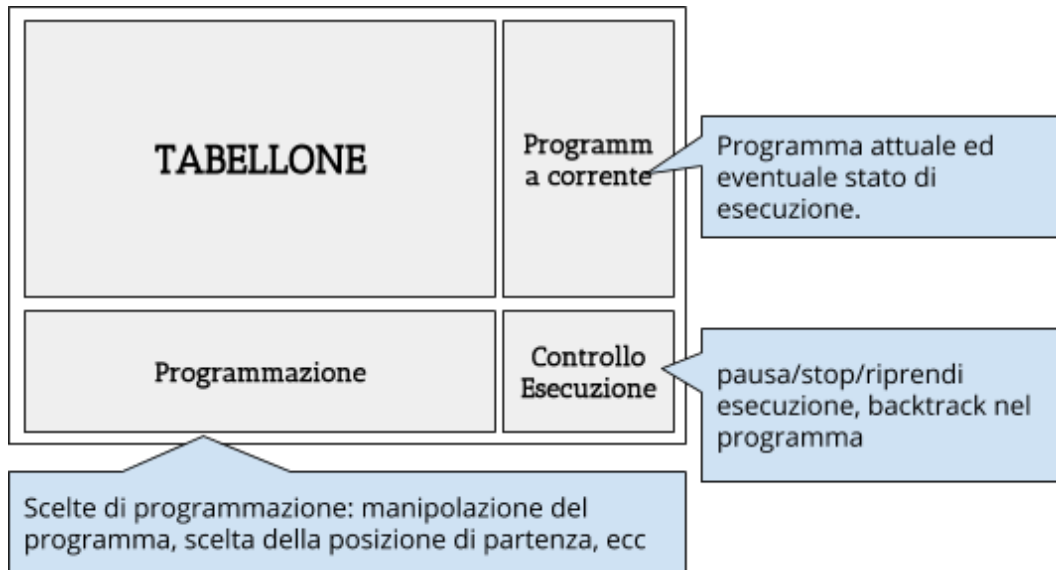 TABELLONE
Programm
a corrente
Programma attuale ed
eventuale stato di
esecuzione.
Programmazione
Controllo
Esecuzione
pausa/stop/riprendi
esecuzione, backtrack nel
programma
Scelte di programmazione: manipolazione del
programma, scelta della posizione di partenza, ecc